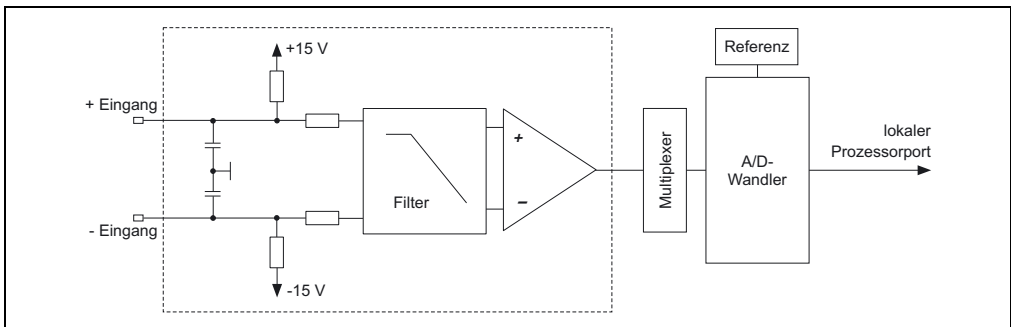 Referenz
+15 V
+ Eingang
+
Filter
–
Multiplexer
A/D-
Wandler
lokaler
Prozessorport
- Eingang
-15 V